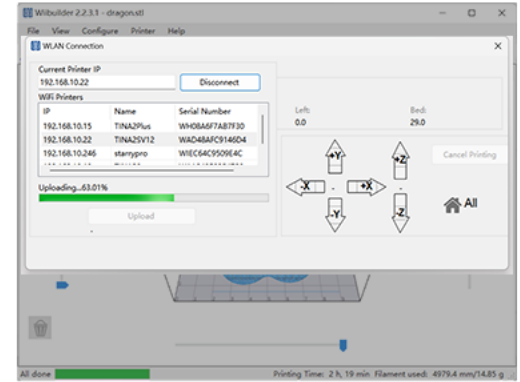 Wiibuilder 2.2.3.1 - dragon.stl
File View Configure Printer Help
WLAN Connection
Current Printer IP
192.168.10.22 Disconnect
Wifi Printers
IP Name Serial Number
192.168.10.15 TINA2Plus WH08A6F7A87F30
192.168.10.22 TINA2SV12 WAD48AFC9146D4
192.168.10.246 starrypro WIEC64C9509E4C
Uploading...63.01%
Upload
Left: Bed:
0.0 29.0
+Y +Z Cancel Printing
-X +X
-Y -Z All
All done Printing Time: 2 h, 19 min Filament used: 4979.4 mm/14.85 g